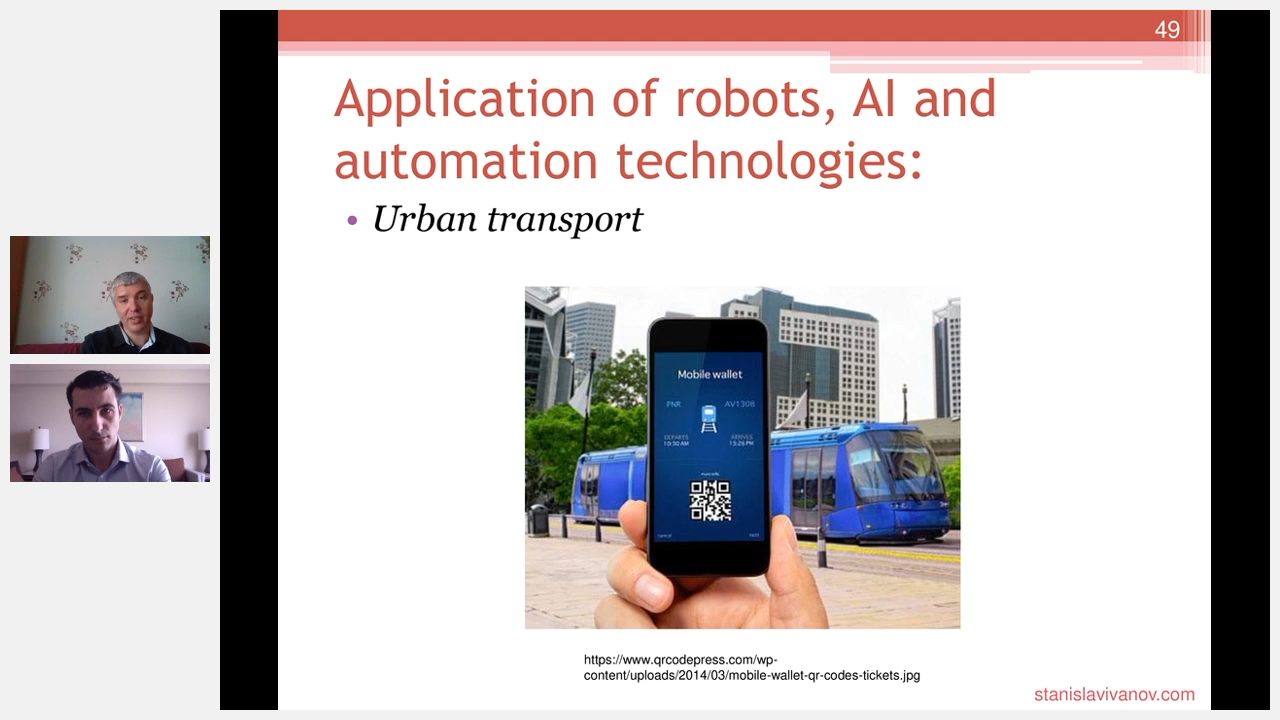 49
Application of robots, AI and
automation technologies:
• Urban transport
Mobile wallet
PNR AV1308
DEPARTS ARRIVES
10:30 AM 13:26 PM
cancel next
https://www.qrcodepress.com/wp-
content/uploads/2014/03/mobile-wallet-qr-codes-tickets.jpg
stanislavivanov.com